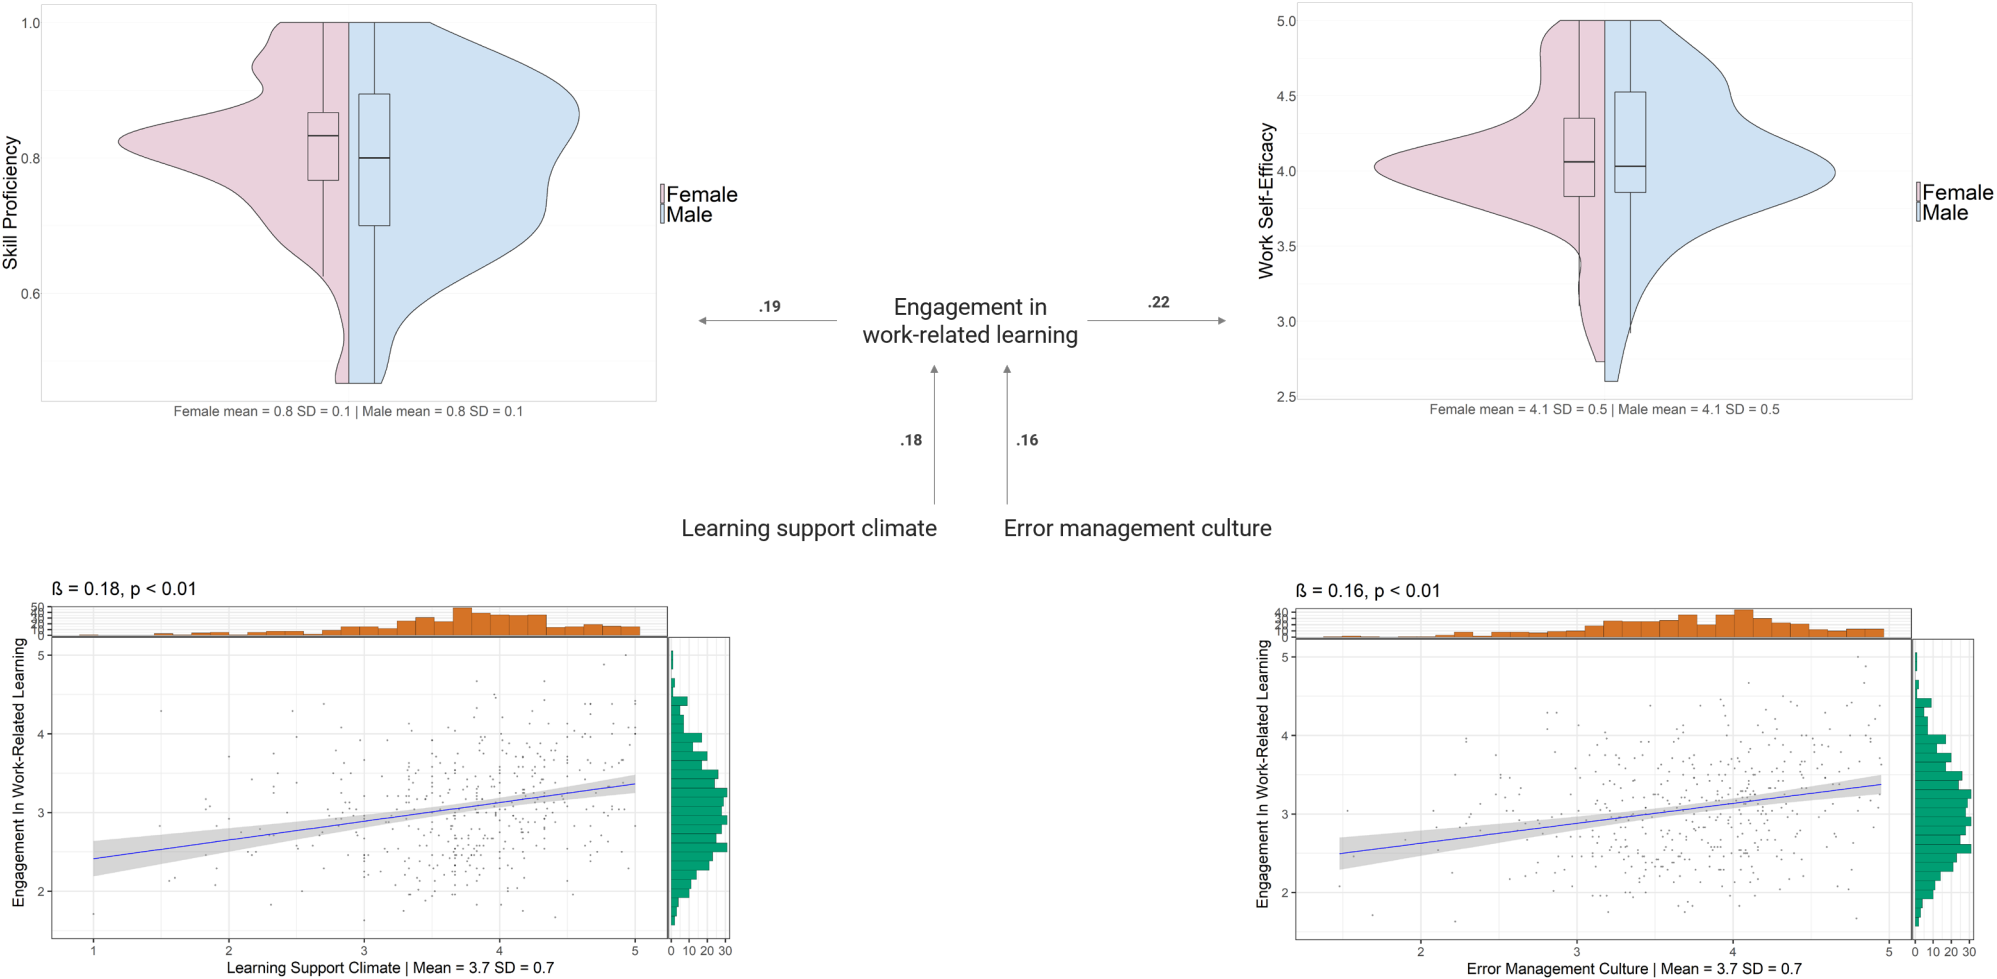 1.0
0.8
0.6
Skill Proficiency
Female
Male
Female mean = 0.8 SD = 0.1 | Male mean = 0.8 SD = 0.1
5.0
4.5
4.0
3.5
3.0
2.5
Work Self-Efficacy
Female
Male
Female mean = 4.1 SD = 0.5 | Male mean = 4.1 SD = 0.5
.19
Engagement in
work-related learning
.22
.18
.16
Learning support climate
Error management culture
ß = 0.18, p < 0.01
50
0
5
4
3
2
Engagement In Work-Related Learning
1 2 3 4 5
0 10 20 30
Learning Support Climate | Mean = 3.7 SD = 0.7
ß = 0.16, p < 0.01
40
0
5
4
3
2
Engagement In Work-Related Learning
2 3 4 5
0 10 20 30
Error Management Culture | Mean = 3.7 SD = 0.7